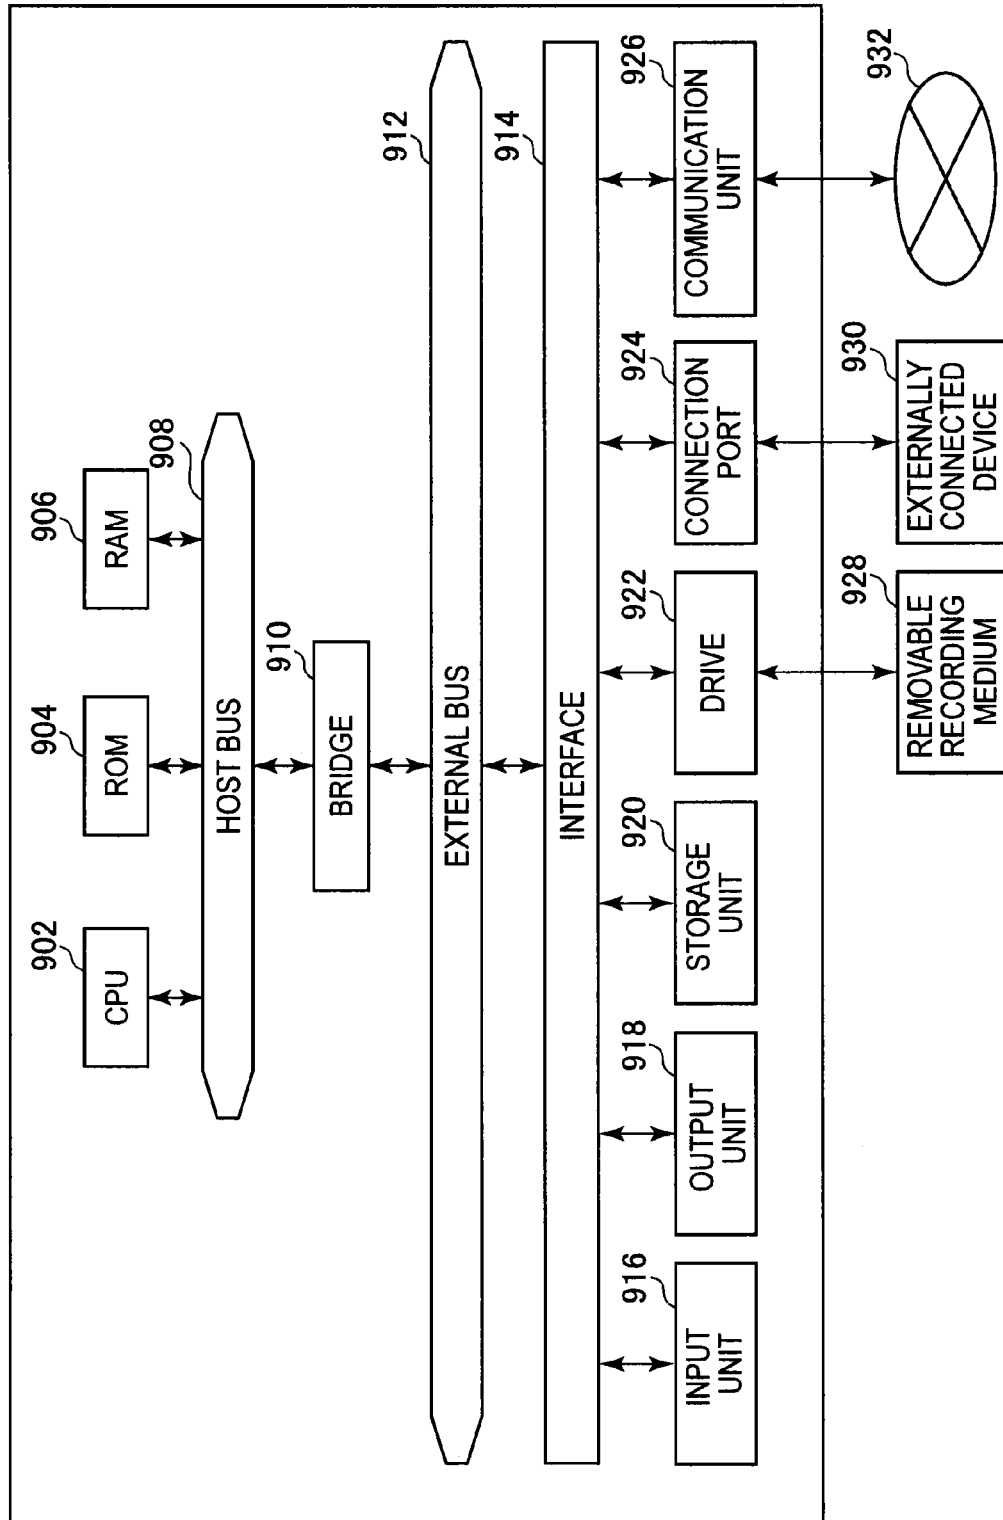 902
CPU
904
ROM
906
RAM
908
HOST BUS
910
BRIDGE
912
EXTERNAL BUS
914
INTERFACE
916
INPUT
UNIT
918
OUTPUT
UNIT
920
STORAGE
UNIT
922
DRIVE
924
CONNECTION
PORT
926
COMMUNICATION
UNIT
928
REMOVABLE
RECORDING
MEDIUM
930
EXTERNALLY
CONNECTED
DEVICE
932